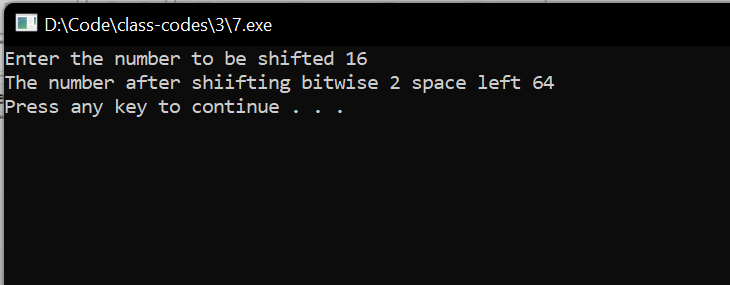 D:\Code\class-codes\3\7.exe
Enter the number to be shifted 16
The number after shiifting bitwise 2 space left 64
Press any key to continue . . .